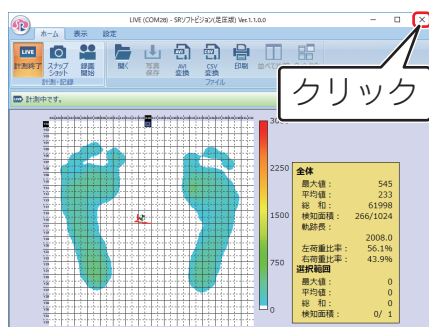 LIVE (COM26) - SRソフトビジョン(足圧版) Ver.1.1.0.0
ホーム 表示 設定
LIVE
計測終了 スナップショット 録画開始 開く 写真保存 AVI変換 CSV変換 印刷
計測・記録 ファイル
計測中です。
クリック
2250
1500
750
0
全体
最大値： 545
平均値： 233
総　和： 61998
検知面積： 266/1024
軌跡長：
2008.0
左荷重比率： 56.1%
右荷重比率： 43.9%
選択範囲
最大値： 0
平均値： 0
総　和： 0
検知面積： 0/ 1